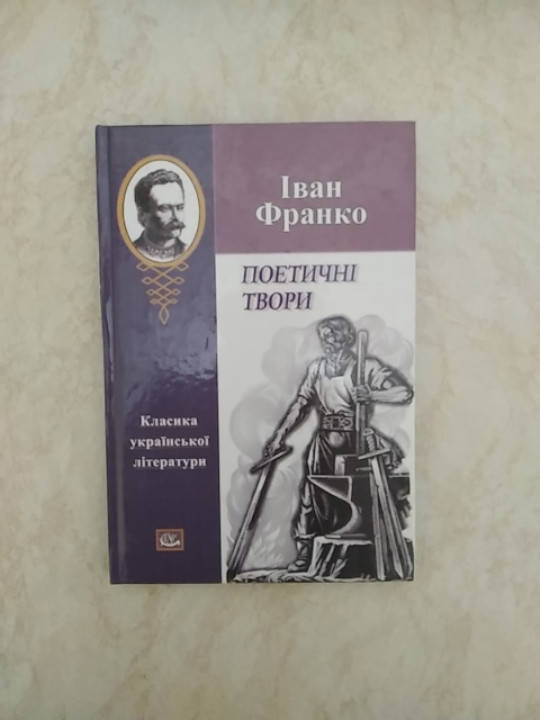 Іван
Франко
ПОЕТИЧНІ
ТВОРИ
Класика
української
літератури